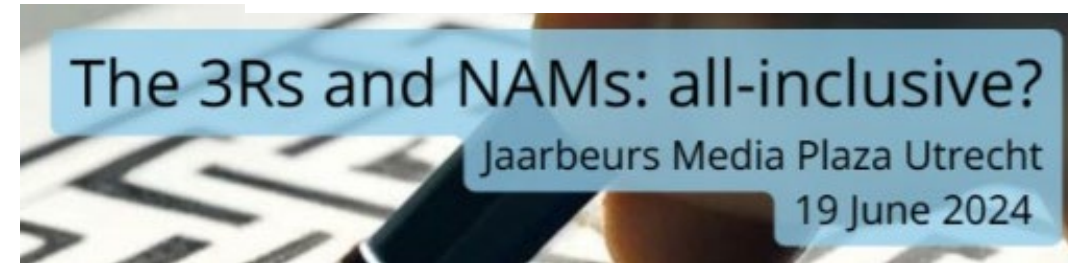 The 3Rs and NAMs: all-inclusive?
Jaarbeurs Media Plaza Utrecht
19 June 2024